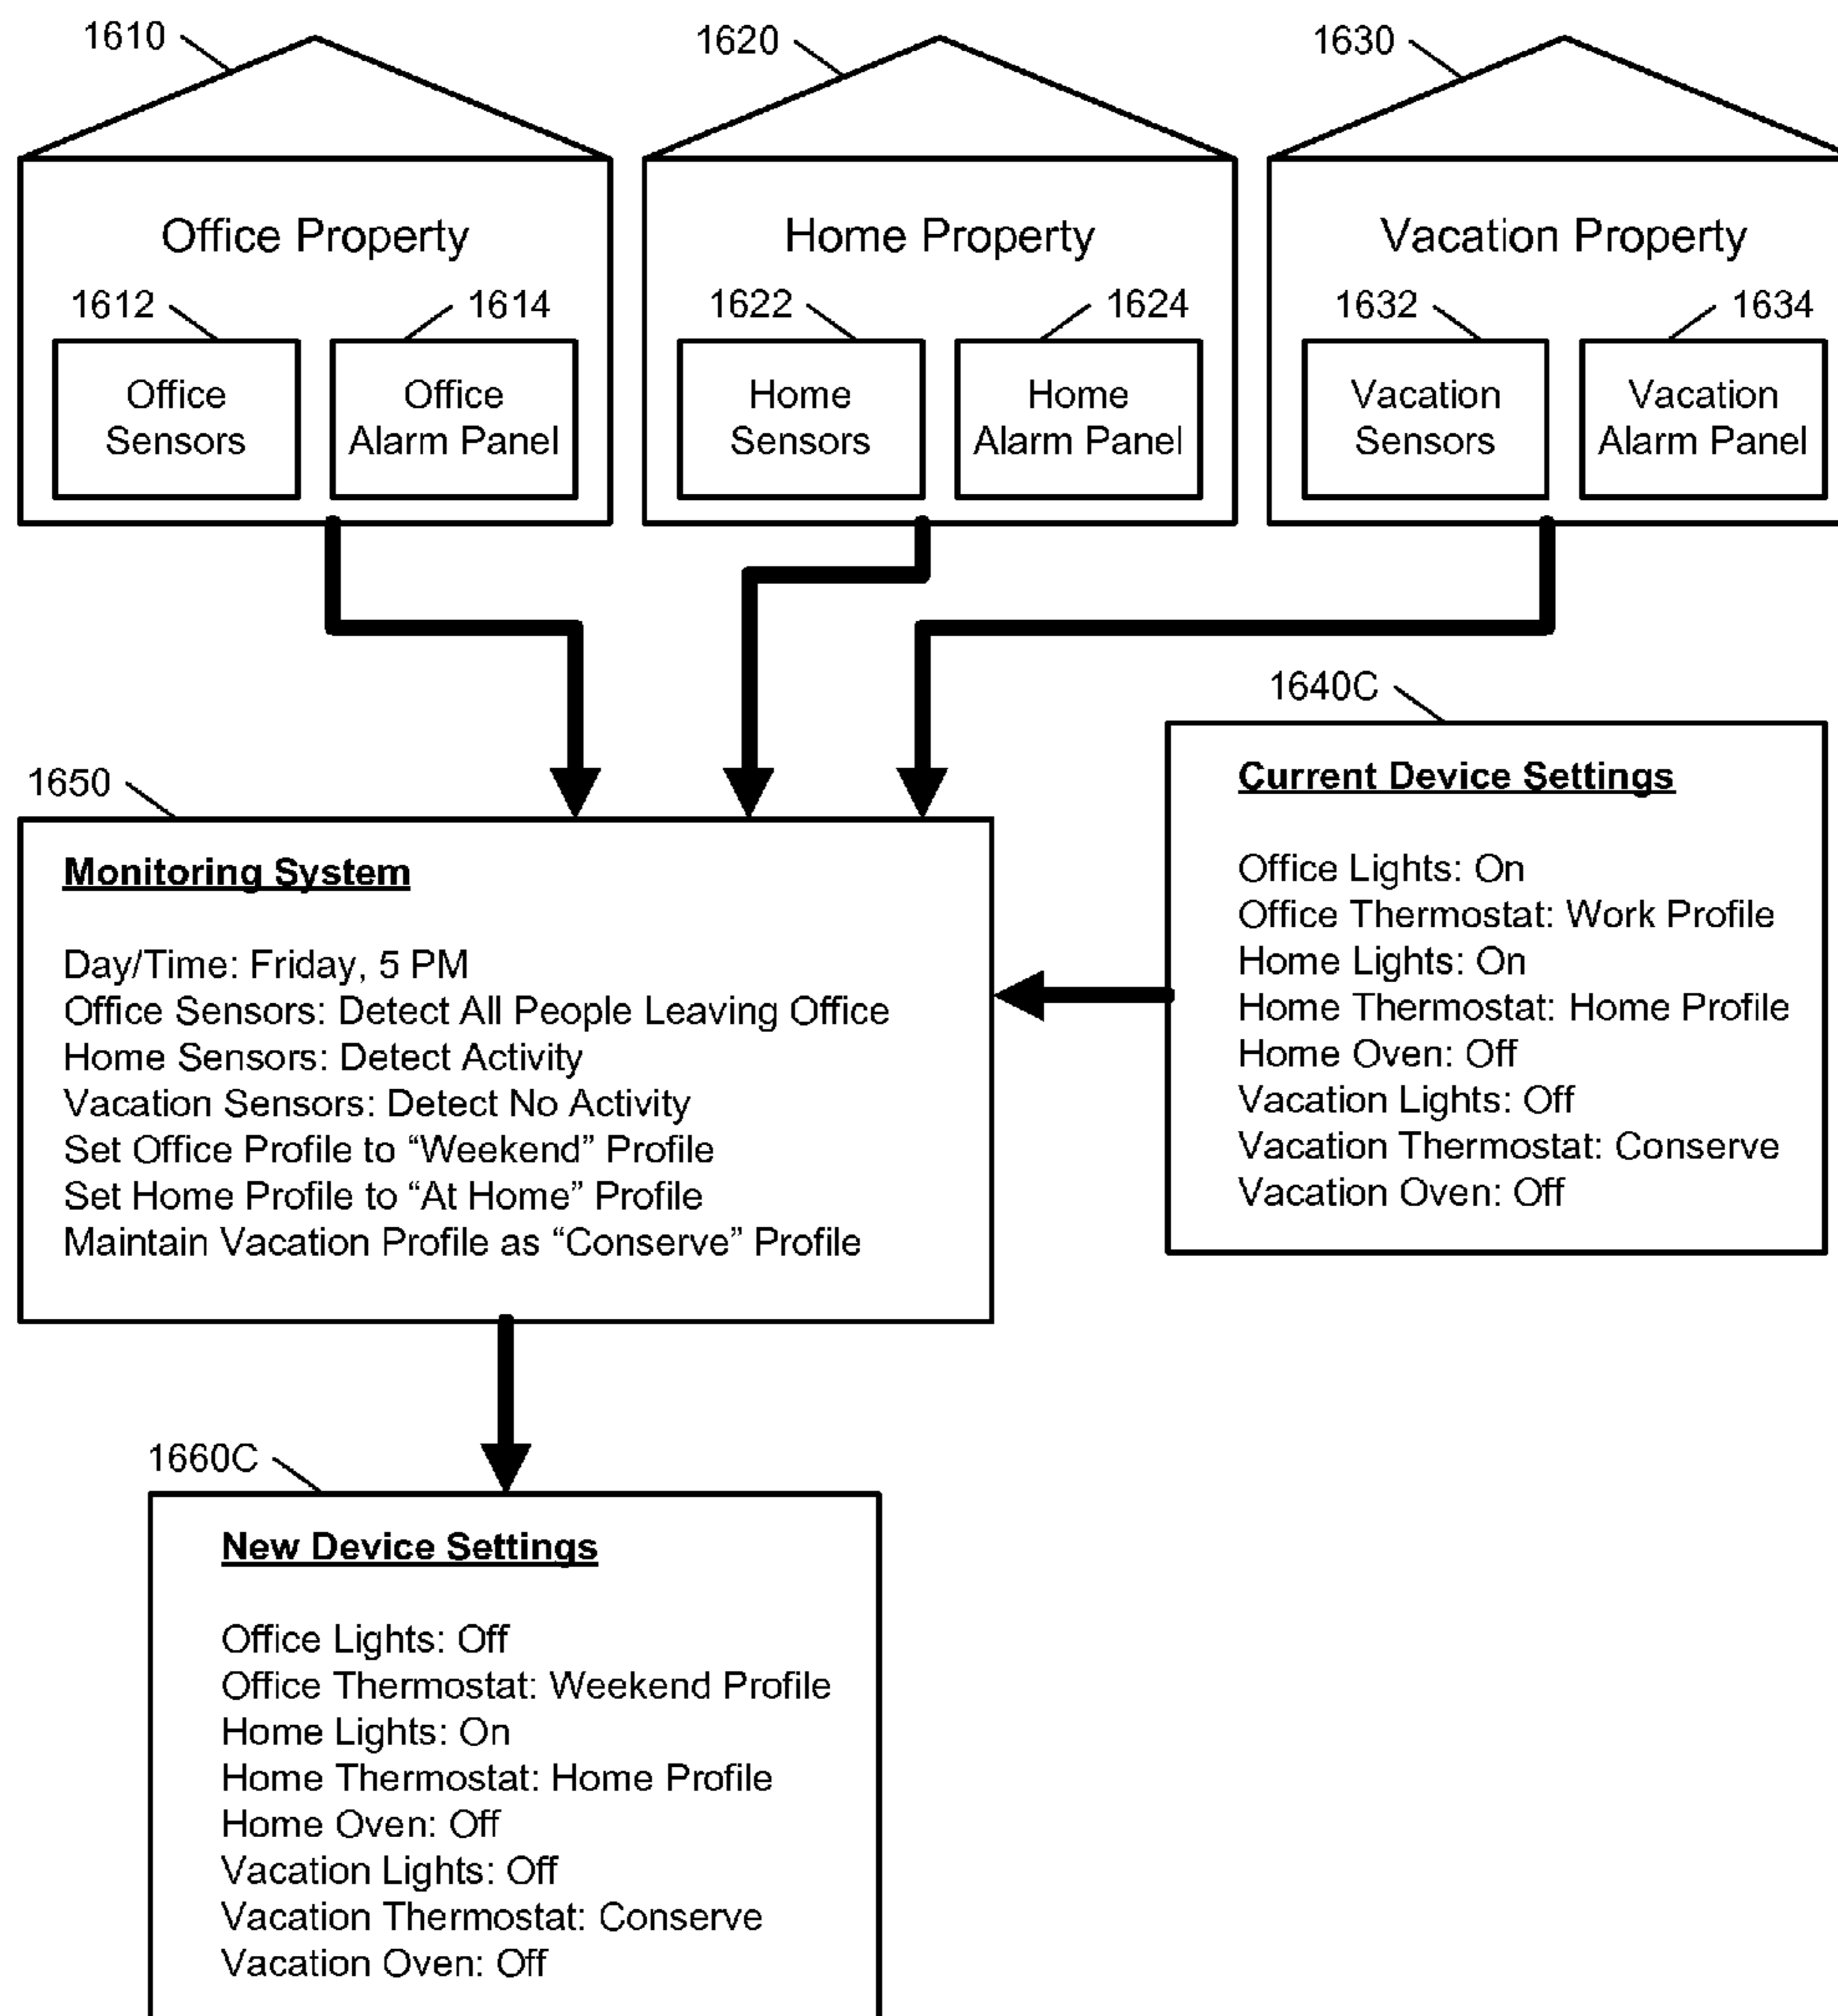 1610
1620
1630
Office Property
Home Property
Vacation Property
1612
1614
1622
1624
1632
1634
Office
Sensors
Office
Alarm Panel
Home
Sensors
Home
Alarm Panel
Vacation
Sensors
Vacation
Alarm Panel
1640C
Current Device Settings
Office Lights: On
Office Thermostat: Work Profile
Home Lights: On
Home Thermostat: Home Profile
Home Oven: Off
Vacation Lights: Off
Vacation Thermostat: Conserve
Vacation Oven: Off
1650
Monitoring System
Day/Time: Friday, 5 PM
Office Sensors: Detect All People Leaving Office
Home Sensors: Detect Activity
Vacation Sensors: Detect No Activity
Set Office Profile to “Weekend” Profile
Set Home Profile to “At Home” Profile
Maintain Vacation Profile as “Conserve” Profile
1660C
New Device Settings
Office Lights: Off
Office Thermostat: Weekend Profile
Home Lights: On
Home Thermostat: Home Profile
Home Oven: Off
Vacation Lights: Off
Vacation Thermostat: Conserve
Vacation Oven: Off